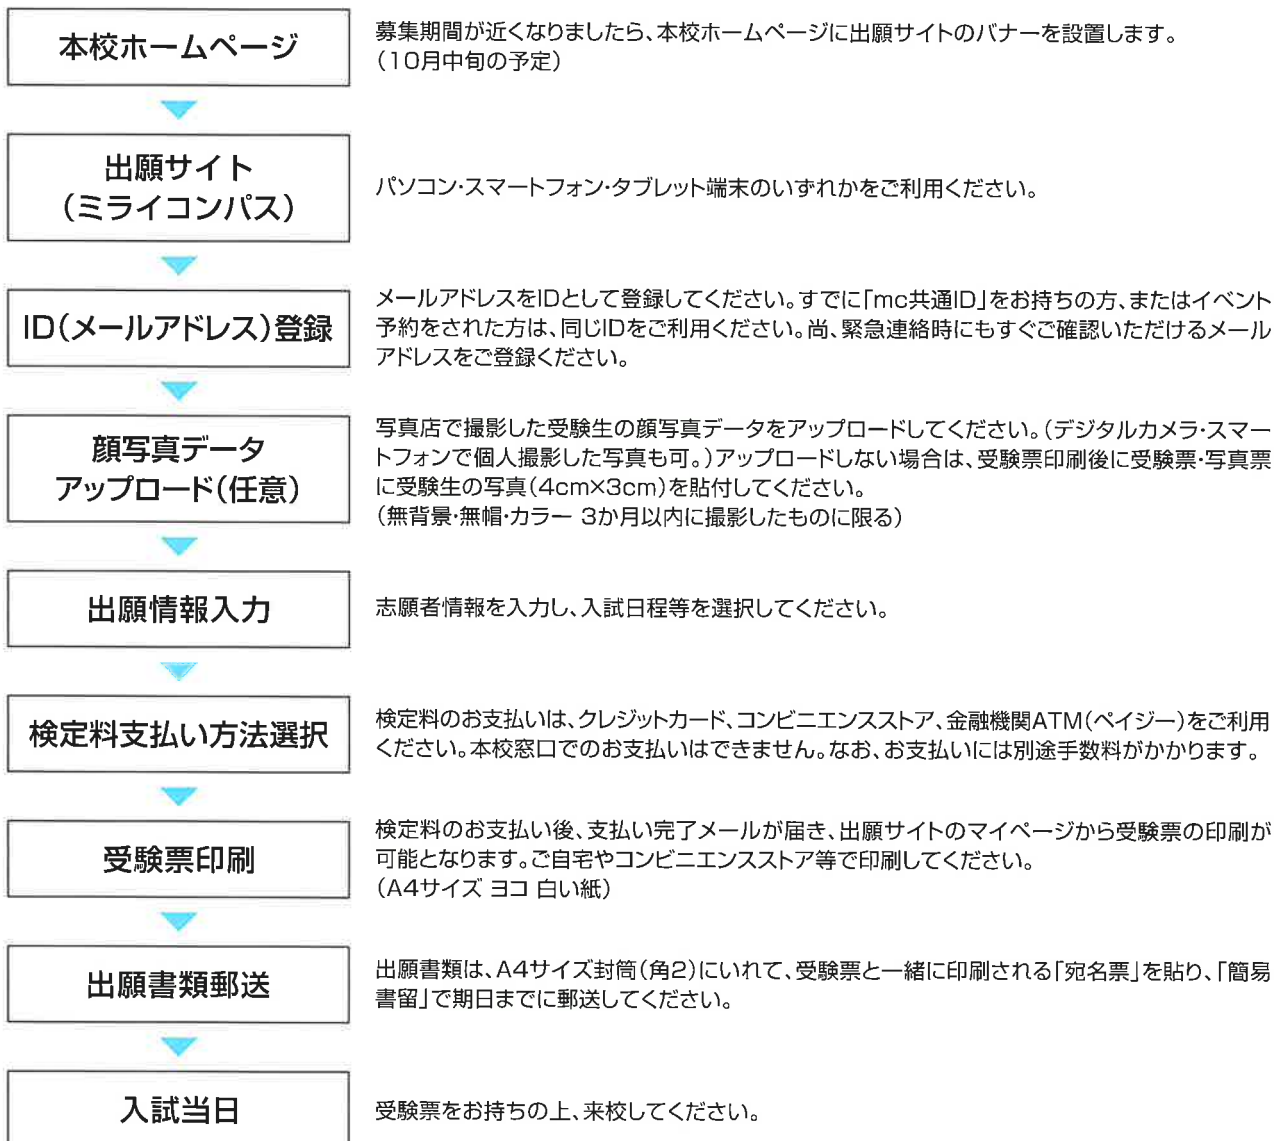 本校ホームページ
募集期間が近くなりましたら、本校ホームページに出願サイトのバナーを設置します。
(10月中旬の予定)
出願サイト
(ミライコンパス)
パソコン・スマートフォン・タブレット端末のいずれかをご利用ください。
ID(メールアドレス)登録
メールアドレスをIDとして登録してください。すでに「mc共通ID」をお持ちの方、またはイベント
予約をされた方は、同じIDをご利用ください。尚、緊急連絡時にもすぐご確認いただけるメール
アドレスをご登録ください。
顔写真データ
アップロード(任意)
写真店で撮影した受験生の顔写真データをアップロードしてください。(デジタルカメラ・スマー
トフォンで個人撮影した写真も可。)アップロードしない場合は、受験票印刷後に受験票・写真票
に受験生の写真(4cm×3cm)を貼付してください。
(無背景・無帽・カラー 3か月以内に撮影したものに限る)
出願情報入力
志願者情報を入力し、入試日程等を選択してください。
検定料支払い方法選択
検定料のお支払いは、クレジットカード、コンビニエンスストア、金融機関ATM(ペイジー)をご利用
ください。本校窓口でのお支払いはできません。なお、お支払いには別途手数料がかかります。
受験票印刷
検定料のお支払い後、支払い完了メールが届き、出願サイトのマイページから受験票の印刷が
可能となります。ご自宅やコンビニエンスストア等で印刷してください。
(A4サイズ ヨコ 白い紙)
出願書類郵送
出願書類は、A4サイズ封筒(角2)にいれて、受験票と一緒に印刷される「宛名票」を貼り、「簡易
書留」で期日までに郵送してください。
入試当日
受験票をお持ちの上、来校してください。